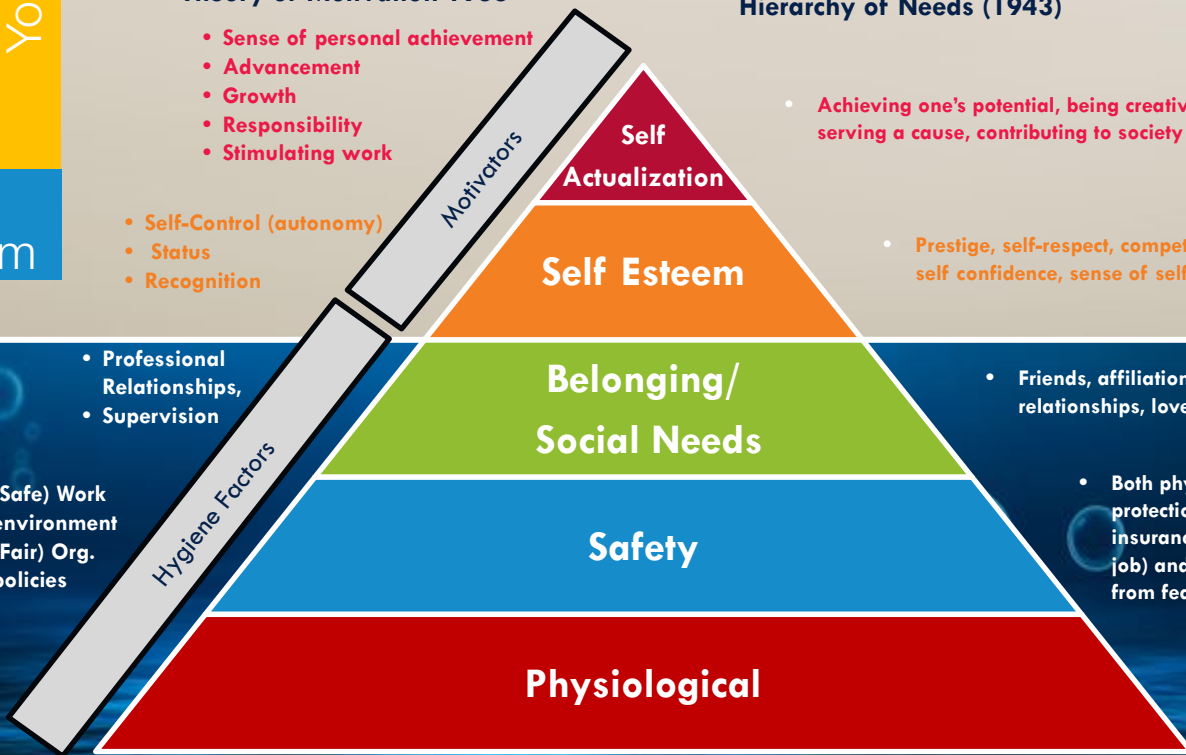 Yo
m
Hierarchy of Needs (1943)
• Sense of personal achievement
• Advancement
• Growth
• Responsibility
• Stimulating work
• Self-Control (autonomy)
• Status
• Recognition
• Professional
Relationships,
• Supervision
Safe) Work
environment
Fair) Org.
policies
Motivators
Hygiene Factors
Self
Actualization
Self Esteem
Belonging/
Social Needs
Safety
Physiological
• Achieving one's potential, being creativ
serving a cause, contributing to society
• Prestige, self-respect, compet
self confidence, sense of self
• Friends, affiliation
relationships, love
• Both phy
protectio
insuranc
job) and
from fea